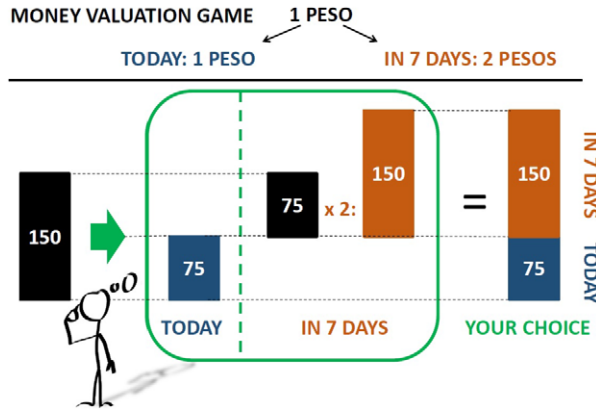 MONEY VALUATION GAME 1 PESO
TODAY: 1 PESO IN 7 DAYS: 2 PESOS
150
75
75
x 2:
150
=
150
75
IN 7 DAYS
TODAY
TODAY IN 7 DAYS YOUR CHOICE